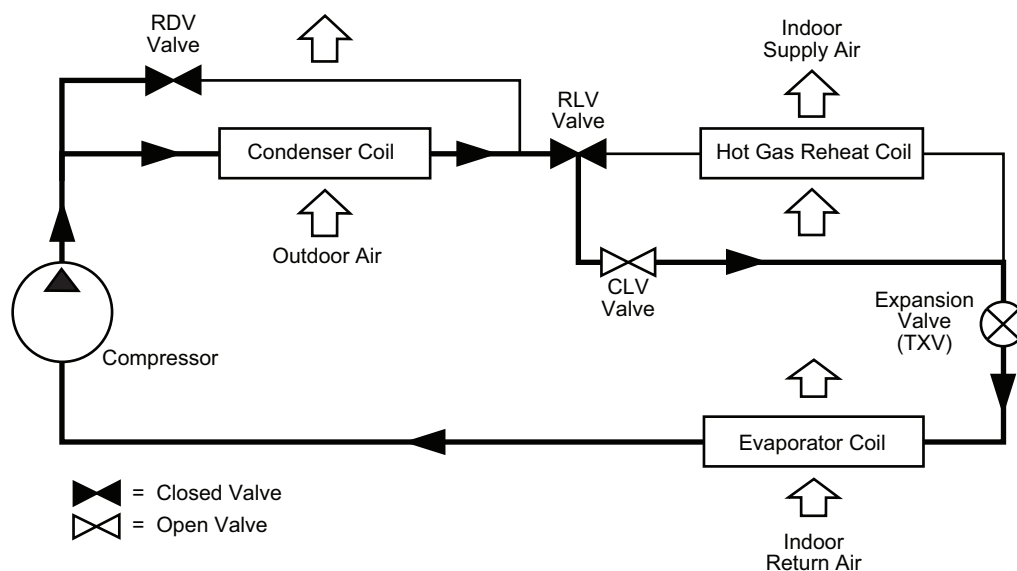 RDV
Valve
Indoor
Supply Air
RLV
Valve
Condenser Coil
Hot Gas Reheat Coil
Outdoor Air
CLV
Valve
Expansion
Valve
(TXV)
Compressor
Evaporator Coil
= Closed Valve
= Open Valve
Indoor
Return Air